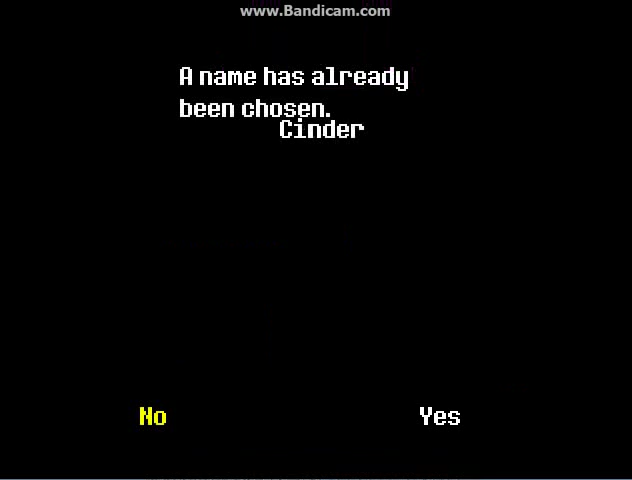 www.Bandicam.com
A name has already
been chosen.
Cinder
No
Yes